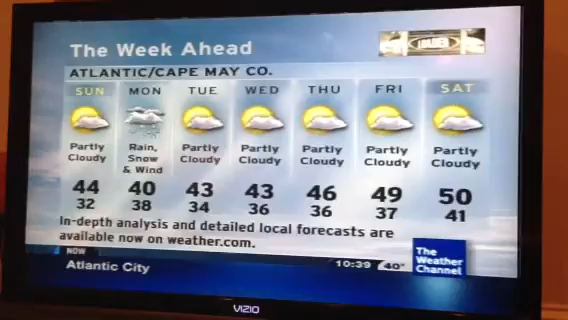 The Week Ahead
LAUER
ATLANTIC/CAPE MAY CO.
SUN MON TUE WED THU FRI SAT
Partly Cloudy Rain, Snow & Wind Partly Cloudy Partly Cloudy Partly Cloudy Partly Cloudy Partly Cloudy
44 40 43 43 46 49 50
32 38 34 36 36 37 41
In-depth analysis and detailed local forecasts are
available now on weather.com.
NOW
Atlantic City
10:39 40°
The
Weather
Channel
VIZIO